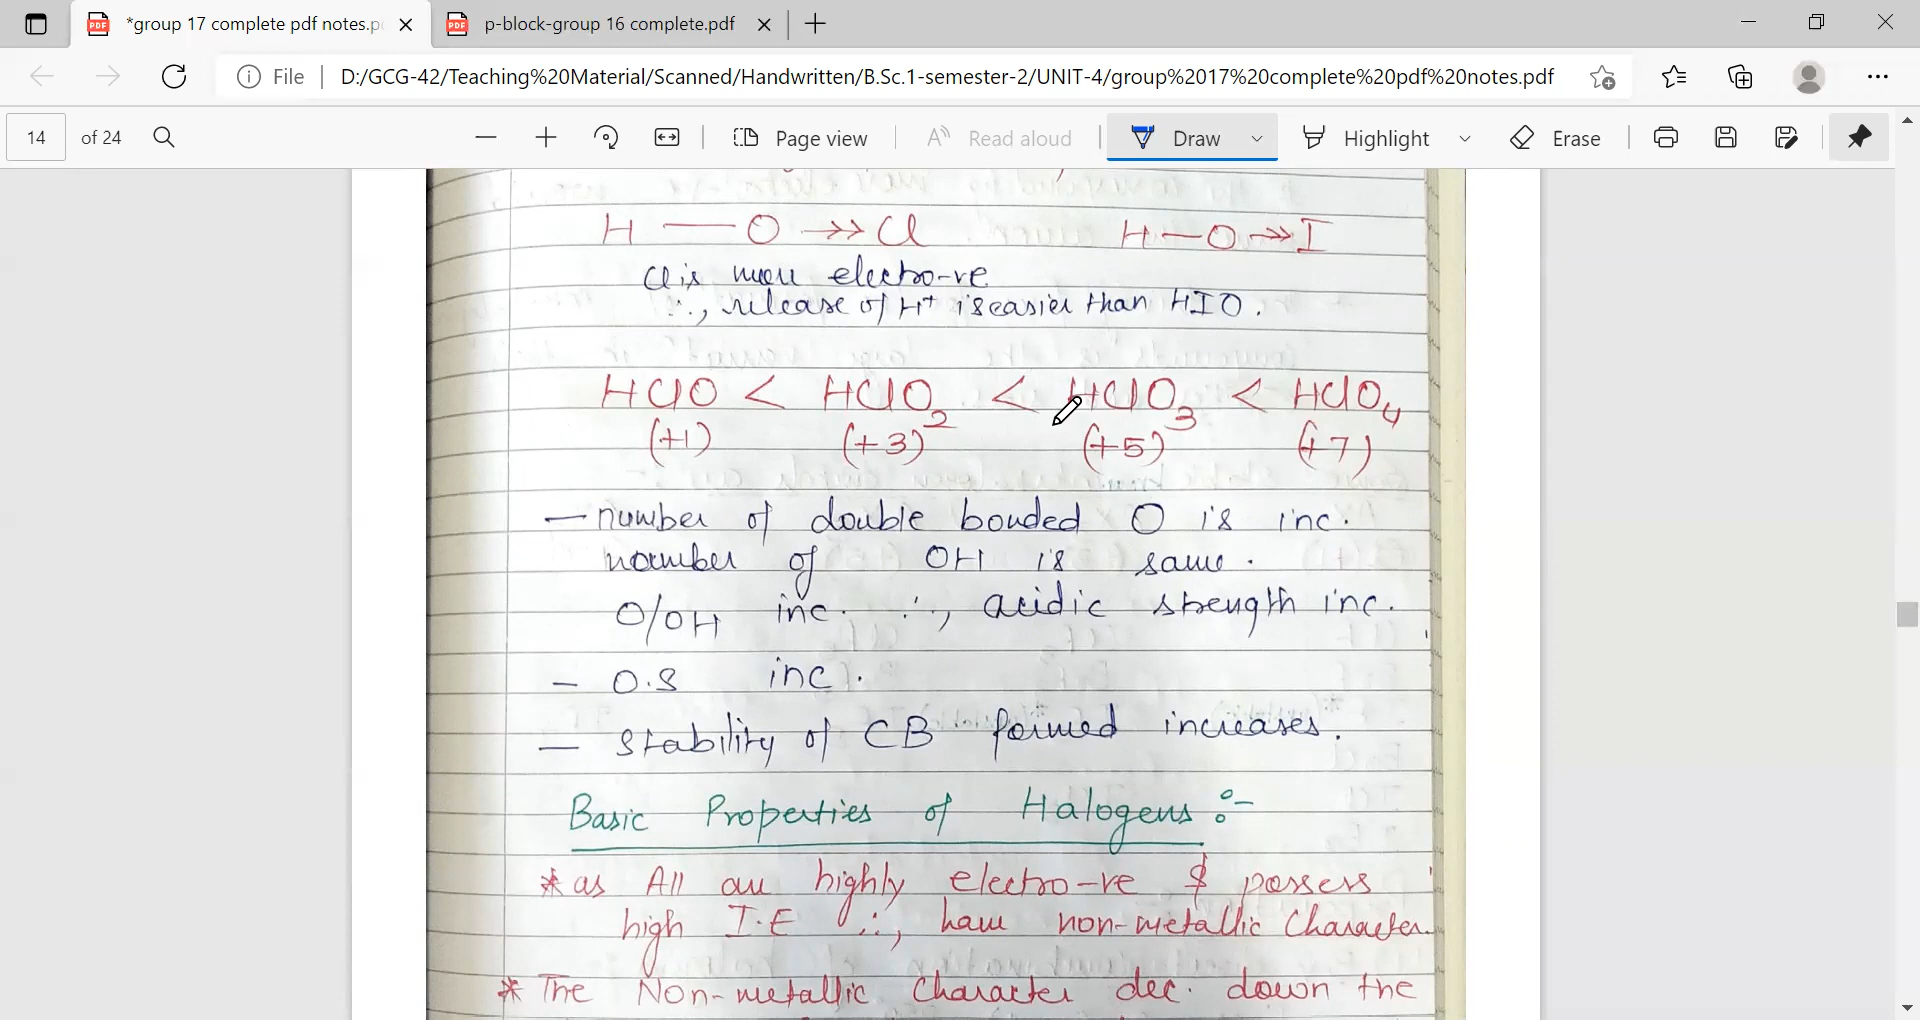 *group 17 complete pdf notes.p
p-block-group 16 complete.pdf
File
D:/GCG-42/Teaching%20Material/Scanned/Handwritten/B.Sc.1-semester-2/UNIT-4/group%2017%20complete%20pdf%20notes.pdf
14 of 24
Page view
Read aloud
Draw
Highlight
Erase
H — O →>> Cl H — O →>> I
Cl is more electro-ve
∴, release of H+ is easier than HIO.
HClO < HClO2 < HClO3 < HClO4
(+1) (+3) (+5) (+7)
— number of double bonded O is inc.
number of OH is same.
O/OH inc. ∴, acidic strength inc.
— O.S inc.
— Stability of CB formed increases.
Basic Properties of Halogens :-
* as All are highly electro-ve & possess
high I.E ∴, have non-metallic Character.
* The Non-metallic Character dec. down the